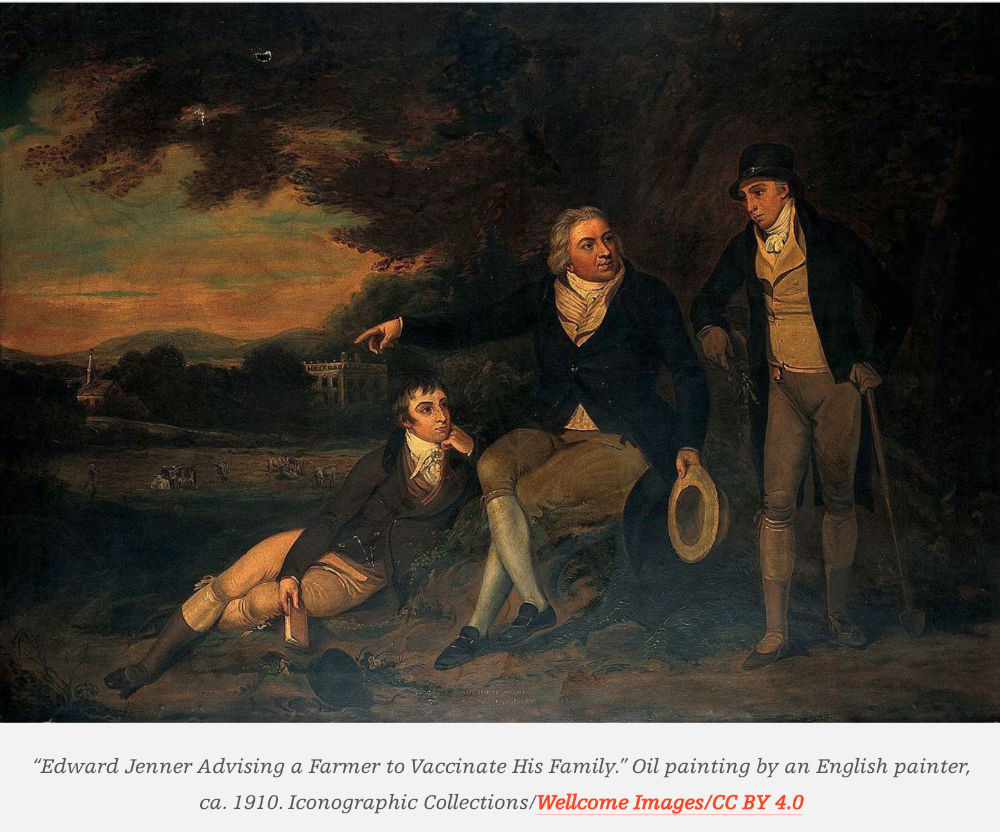 “Edward Jenner Advising a Farmer to Vaccinate His Family.” Oil painting by an English painter,
ca. 1910. Iconographic Collections/Wellcome Images/CC BY 4.0